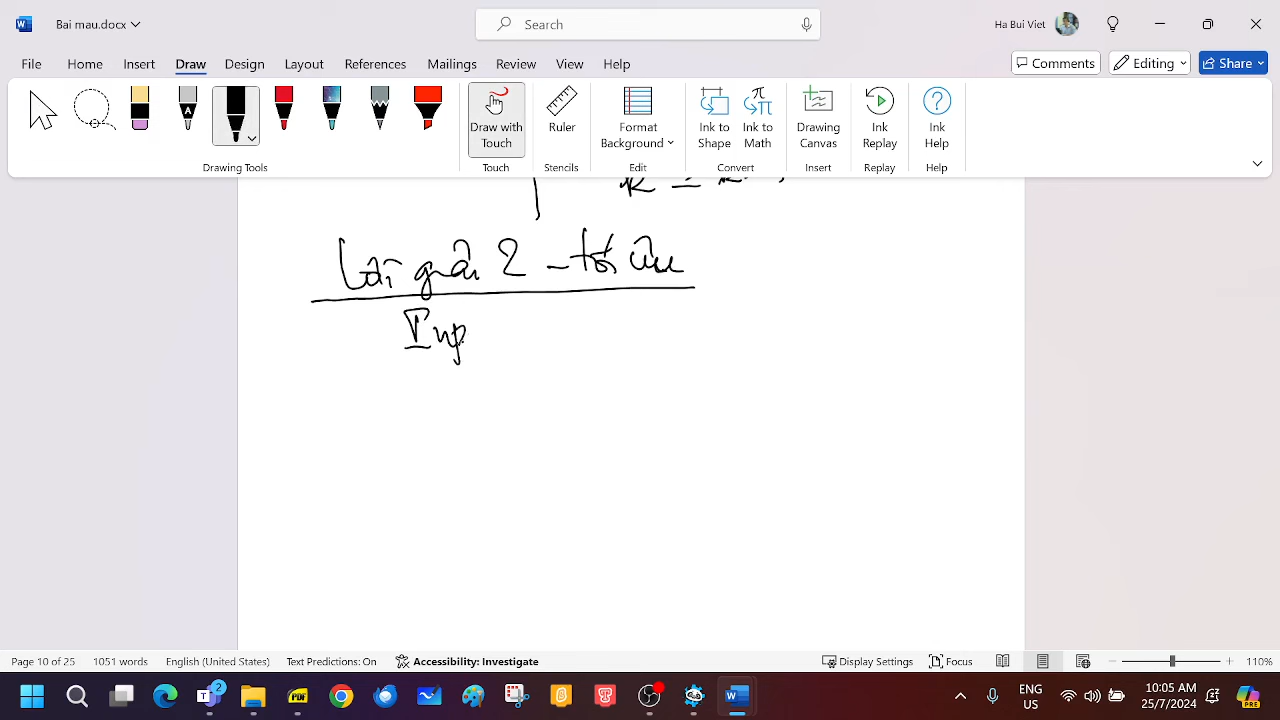 Bai mau.docx
Search
Ha Bui Viet
File Home Insert Draw Design Layout References Mailings Review View Help
Comments Editing Share
Draw with Touch
Ruler
Format Background
Ink to Shape
Ink to Math
Drawing Canvas
Ink Replay
Ink Help
Drawing Tools Touch Stencils Edit Convert Insert Replay Help
2 - tối ưu
Inp
Page 10 of 25 1051 words English (United States) Text Predictions: On Accessibility: Investigate Display Settings Focus 110%
2
ENG
US
10:05 AM
25/7/2024
PRE